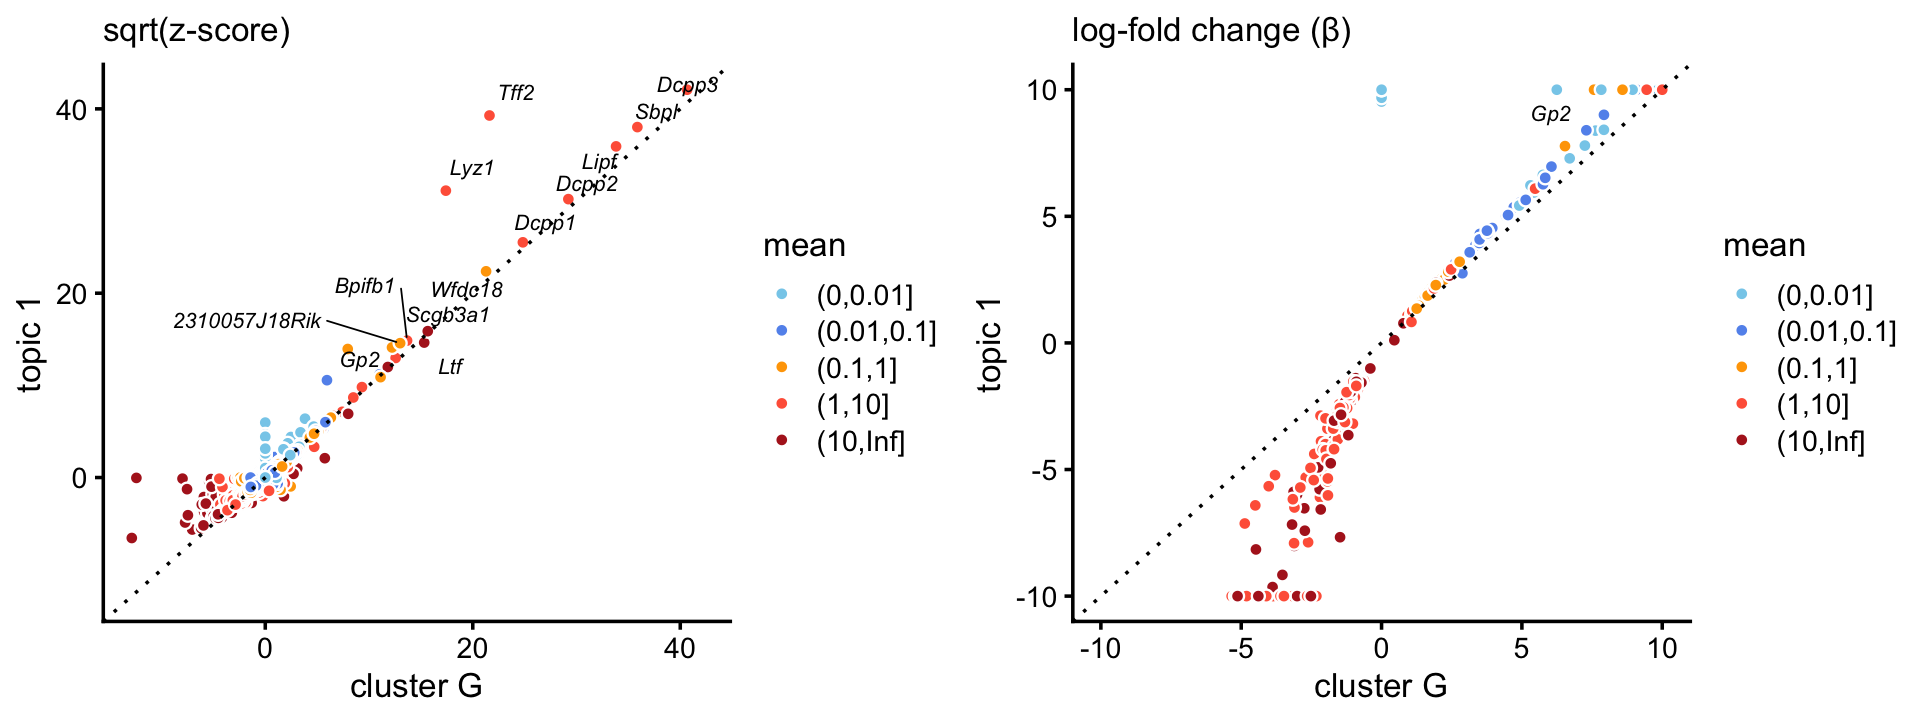 sqrt(z-score)
topic 1
40
20
0
Dcpp3
Tff2
Sbpl
Lyz1
Lipf
Dcpp2
Dcpp1
Bpifb1
Wfdc18
2310057J18Rik
Scgb3a1
Gp2
Ltf
0
20
40
cluster G
mean
(0,0.01]
(0.01,0.1]
(0.1,1]
(1,10]
(10,Inf]
log-fold change (β)
topic 1
10
5
0
-5
-10
Gp2
-10
-5
0
5
10
cluster G
mean
(0,0.01]
(0.01,0.1]
(0.1,1]
(1,10]
(10,Inf]